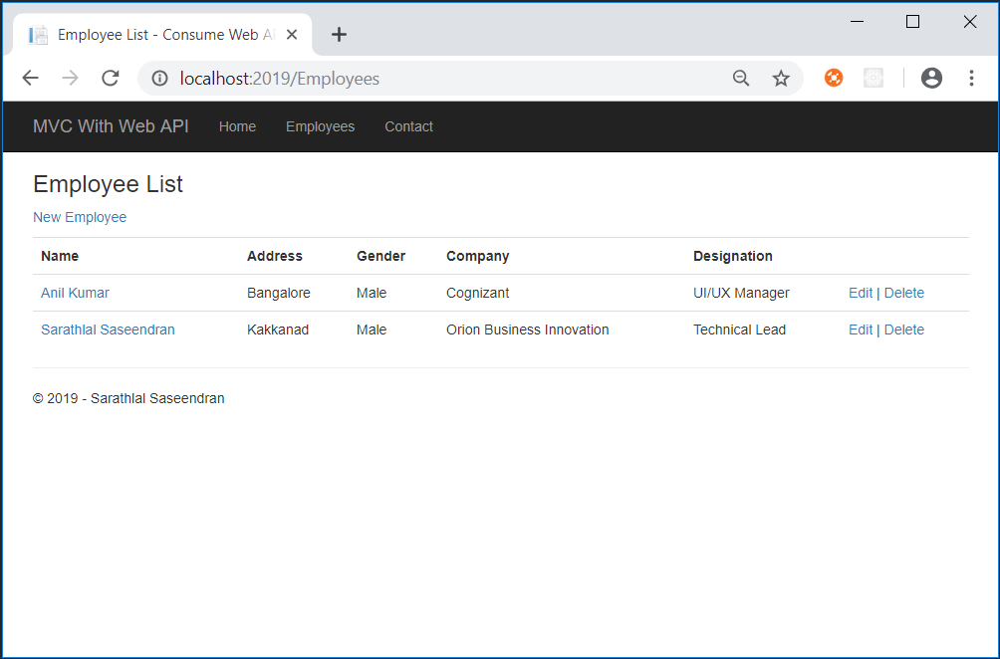 Employee List - Consume Web A
localhost:2019/Employees
MVC With Web API Home Employees Contact
Employee List
New Employee
Name Address Gender Company Designation
Anil Kumar Bangalore Male Cognizant UI/UX Manager Edit | Delete
Sarathlal Saseendran Kakkanad Male Orion Business Innovation Technical Lead Edit | Delete
© 2019 - Sarathlal Saseendran